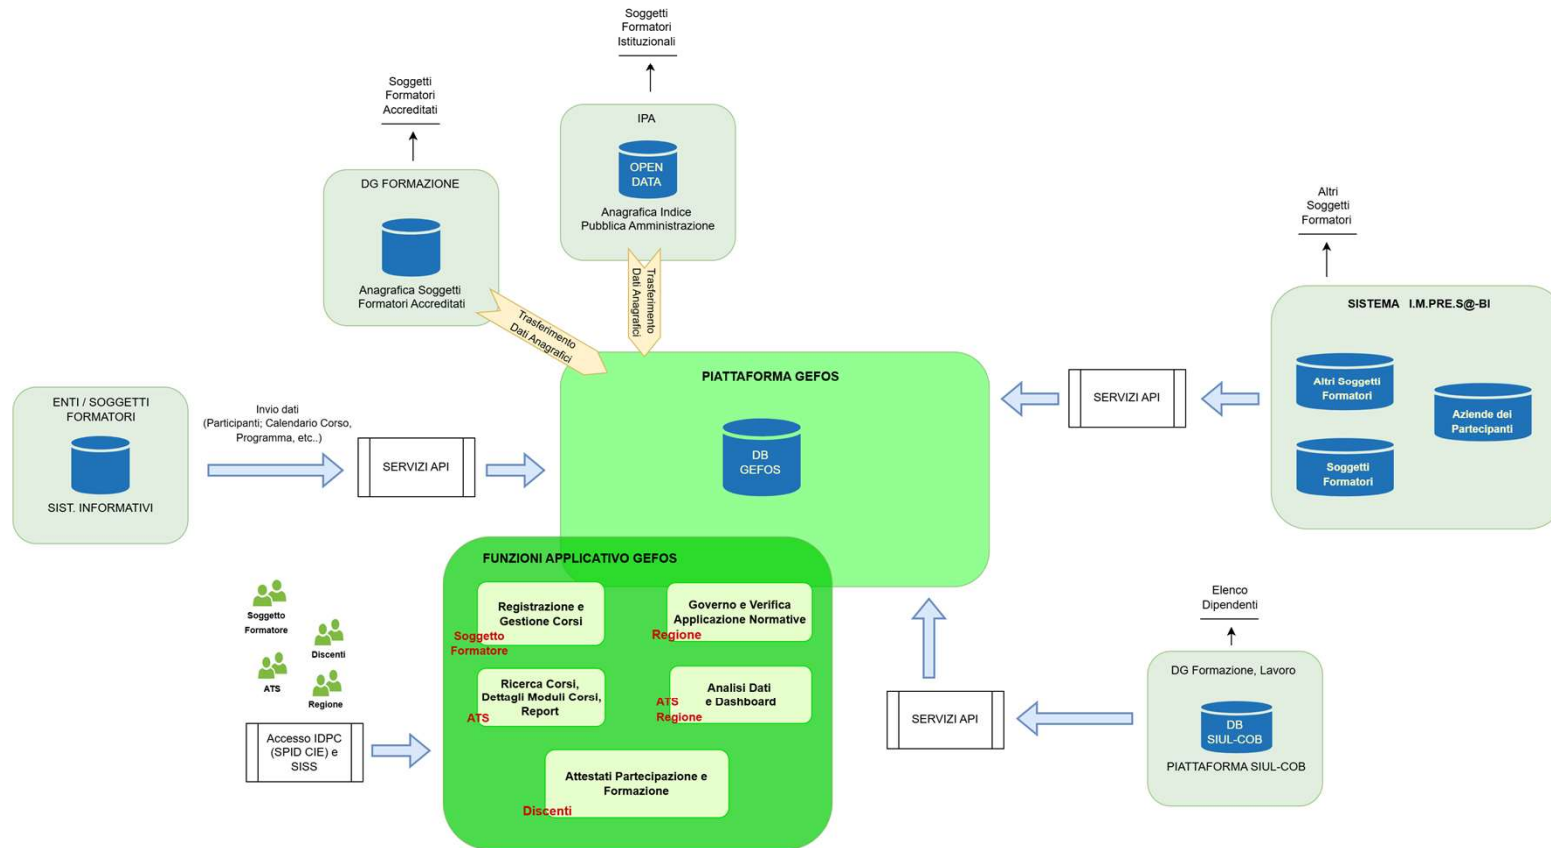 Soggetti
Formatori
Istituzionali
Soggetti
Formatori
Accreditati
IPA
OPEN
DATA
Anagrafica Indice
Pubblica Amministrazione
DG FORMAZIONE
Anagrafica Soggetti
Formatori Accreditati
Trasferimento
Dati Anagrafici
Trasferimento
Dati Anagrafici
Altri
Soggetti
Formatori
SISTEMA I.M.PRE.S@-BI
Altri Soggetti
Formatori
Aziende dei
Partecipanti
Soggetti
Formatori
SERVIZI API
PIATTAFORMA GEFOS
DB
GEFOS
ENTI / SOGGETTI
FORMATORI
SIST. INFORMATIVI
Invio dati
(Participanti; Calendario Corso,
Programma, etc..)
SERVIZI API
FUNZIONI APPLICATIVO GEFOS
Registrazione e
Gestione Corsi
Soggetto
Formatore
Governo e Verifica
Applicazione Normative
Regione
Ricerca Corsi,
Dettagli Moduli Corsi,
Report
ATS
Analisi Dati
e Dashboard
ATS
Regione
Attestati Partecipazione e
Formazione
Discenti
Soggetto
Formatore
Discenti
ATS
Regione
Accesso IDPC
(SPID CIE) e
SISS
SERVIZI API
Elenco
Dipendenti
DG Formazione, Lavoro
DB
SIUL-COB
PIATTAFORMA SIUL-COB